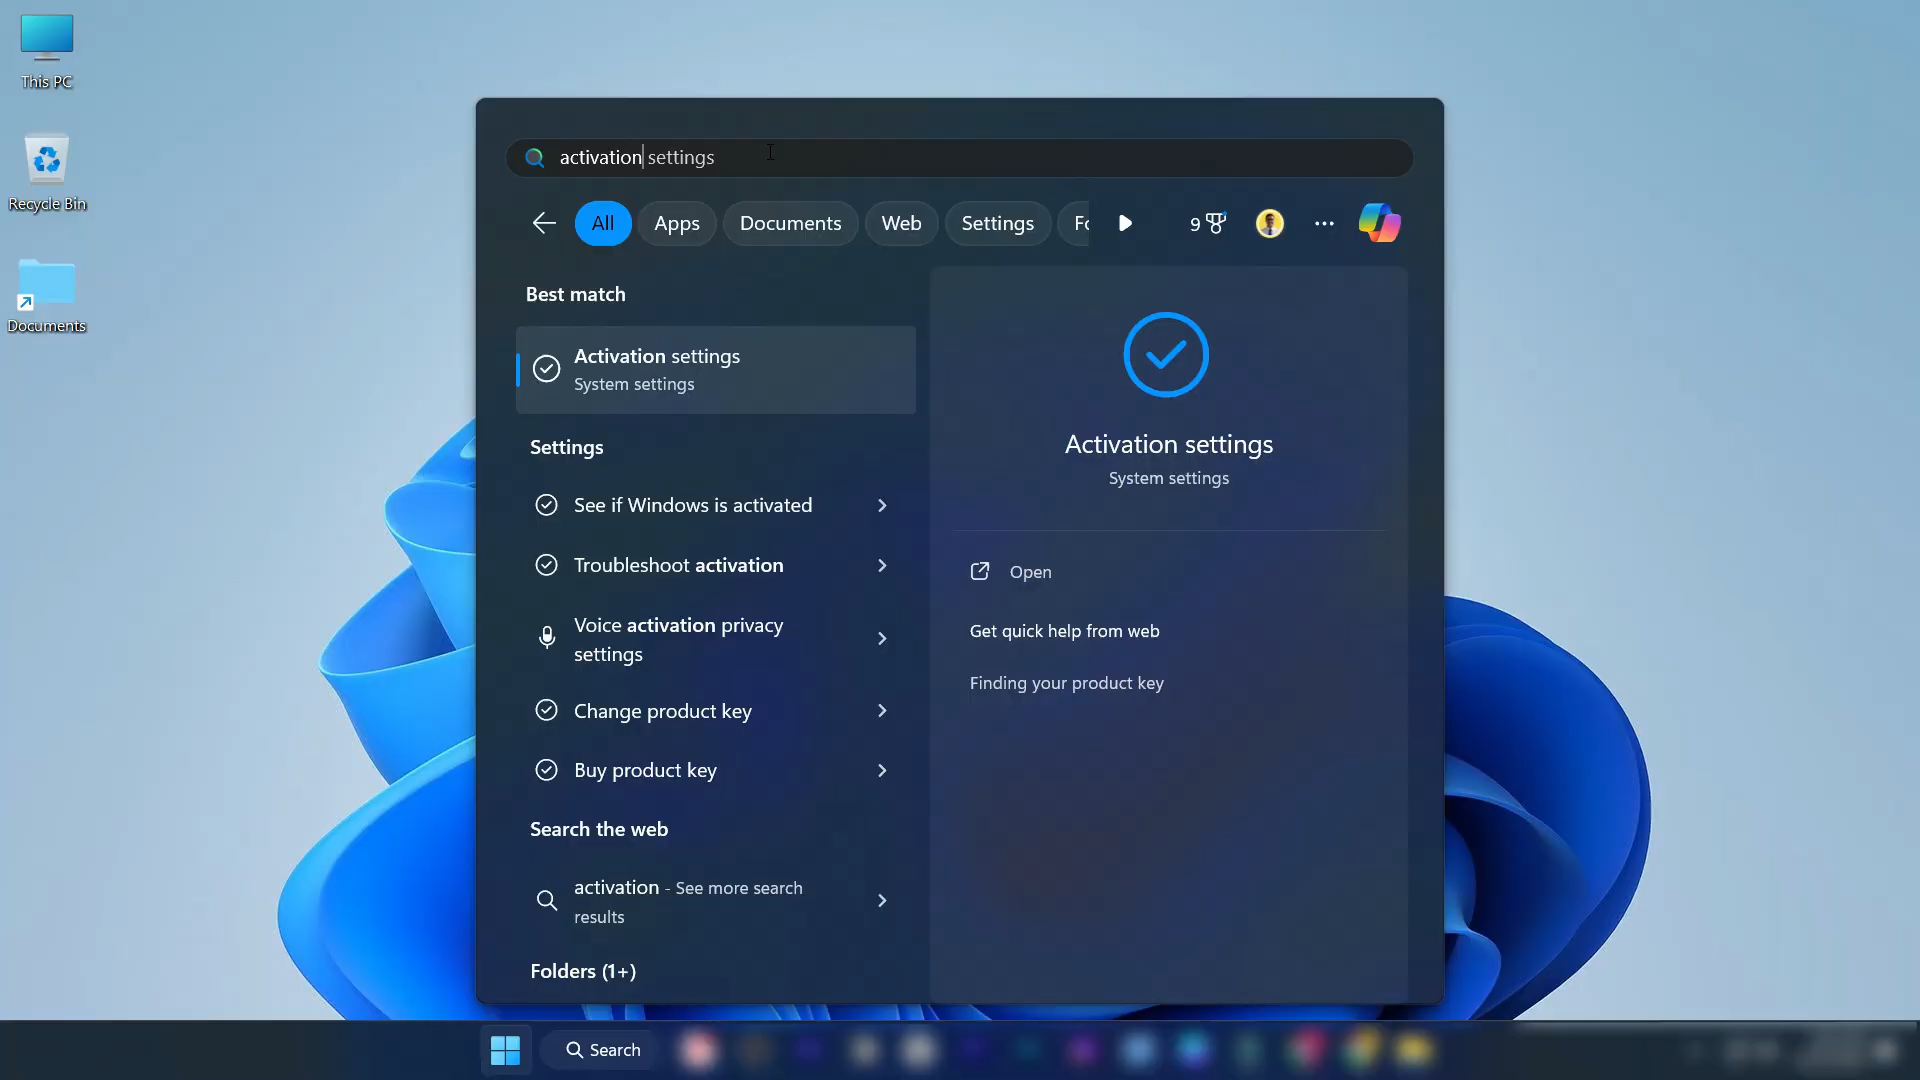 This PC
Recycle Bin
Documents
activation settings
All Apps Documents Web Settings Fo 9
Best match
Activation settings
System settings
Settings
See if Windows is activated
Troubleshoot activation
Voice activation privacy
settings
Change product key
Buy product key
Search the web
activation - See more search
results
Folders (1+)
Activation settings
System settings
Open
Get quick help from web
Finding your product key
Search